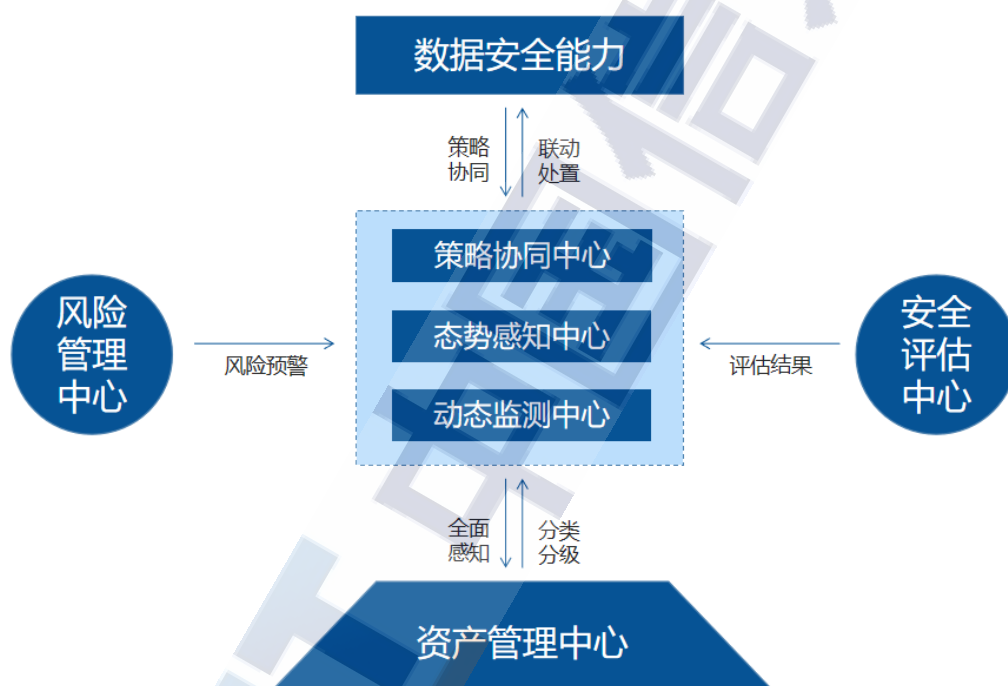 数据安全能力
策略
协同
联动
处置
策略协同中心
风险
管理
中心
风险预警
态势感知中心
评估结果
安全
评估
中心
动态监测中心
全面
感知
分类
分级
资产管理中心